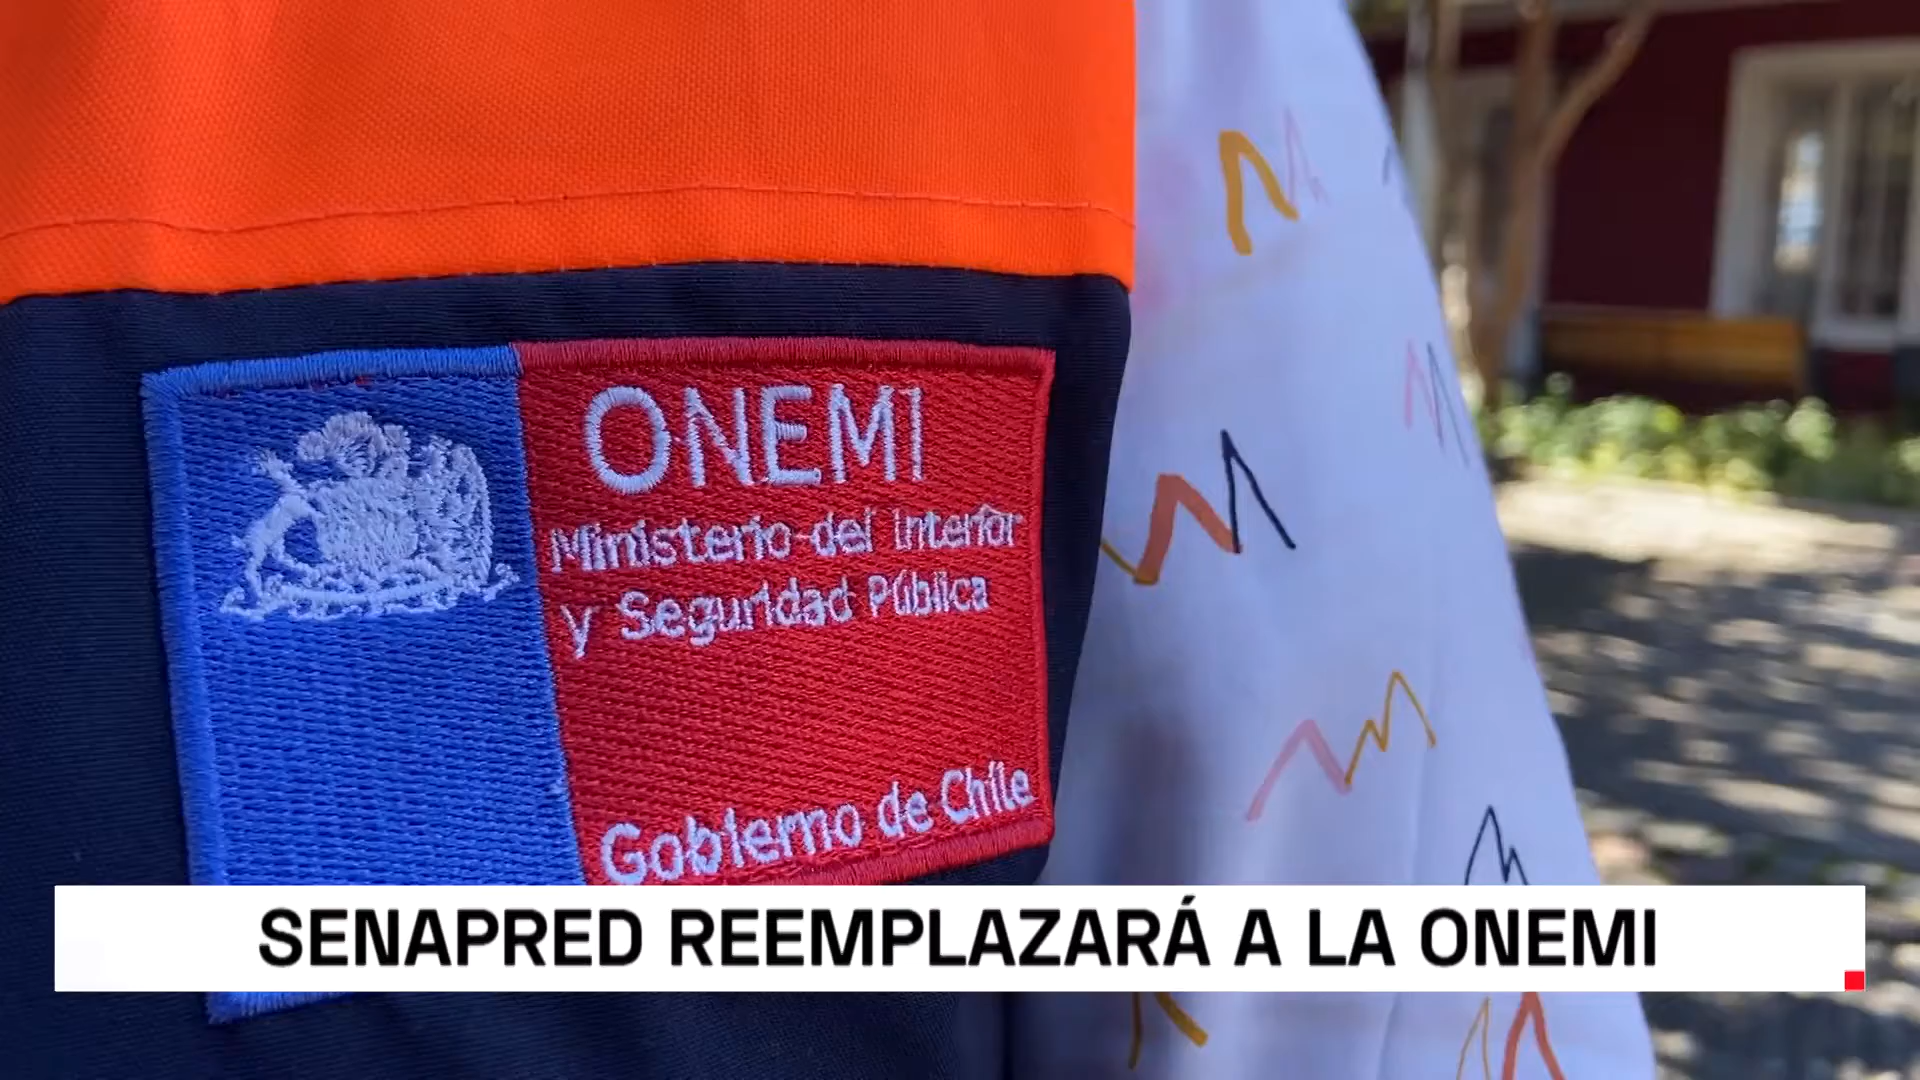 ONEMI
Ministerio del Interior
y Seguridad Pública
Gobierno de Chile
SENAPRED REEMPLAZARÁ A LA ONEMI